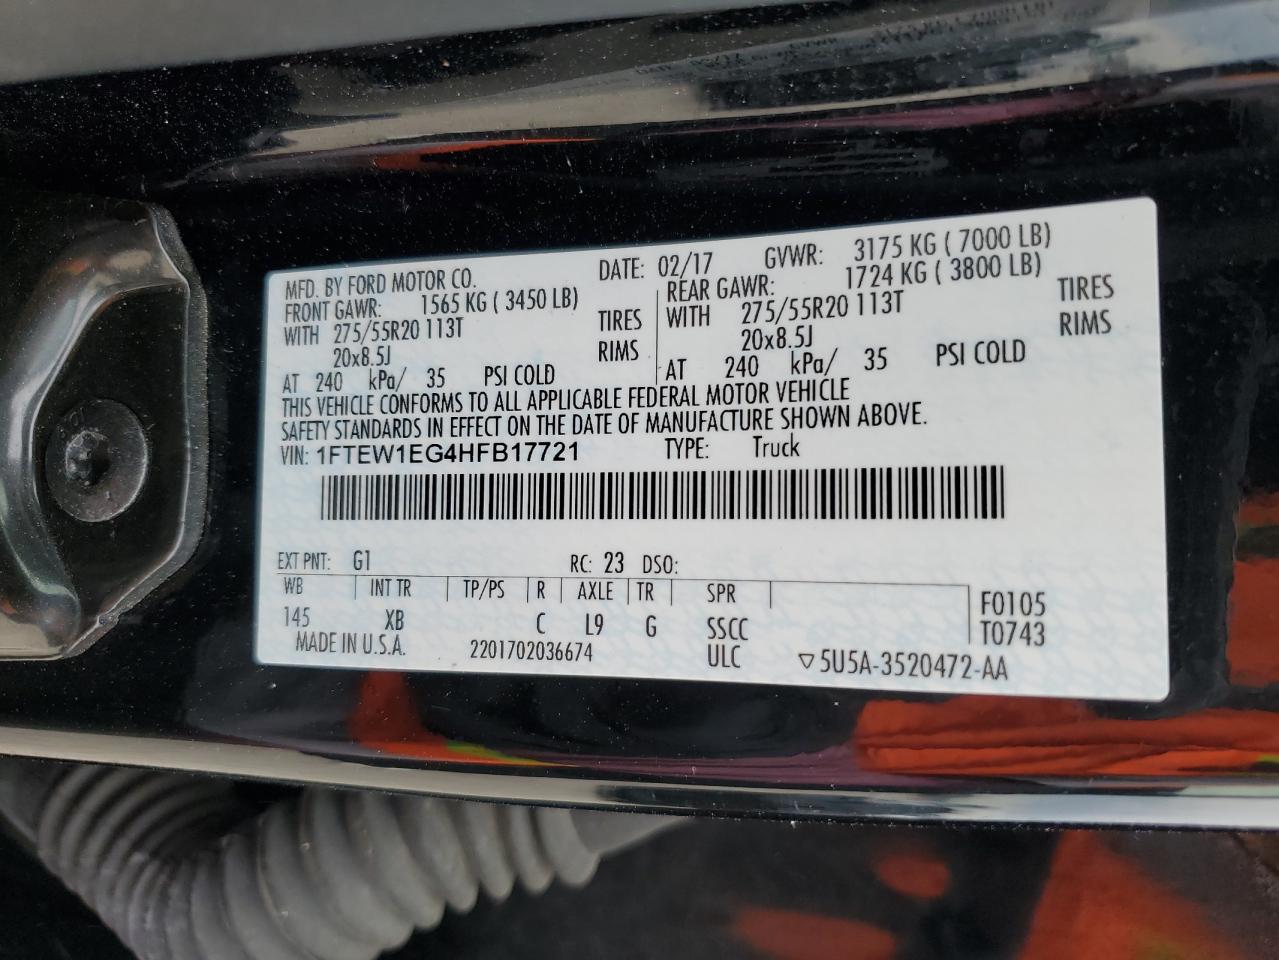 MFD. BY FORD MOTOR CO. DATE: 02/17 GVWR: 3175 KG ( 7000 LB)
FRONT GAWR: 1565 KG ( 3450 LB) REAR GAWR: 1724 KG ( 3800 LB)
WITH 275/55R20 113T TIRES WITH 275/55R20 113T TIRES
20x8.5J RIMS 20x8.5J RIMS
AT 240 kPa/ 35 PSI COLD AT 240 kPa/ 35 PSI COLD
THIS VEHICLE CONFORMS TO ALL APPLICABLE FEDERAL MOTOR VEHICLE
SAFETY STANDARDS IN EFFECT ON THE DATE OF MANUFACTURE SHOWN ABOVE.
VIN: 1FTEW1EG4HFB17721 TYPE: Truck
EXT PNT: G1 RC: 23 DSO:
WB INT TR TP/PS R AXLE TR SPR F0105
145 XB C L9 G SSCC T0743
MADE IN U.S.A. 2201702036674 ULC ▽5U5A-3520472-AA